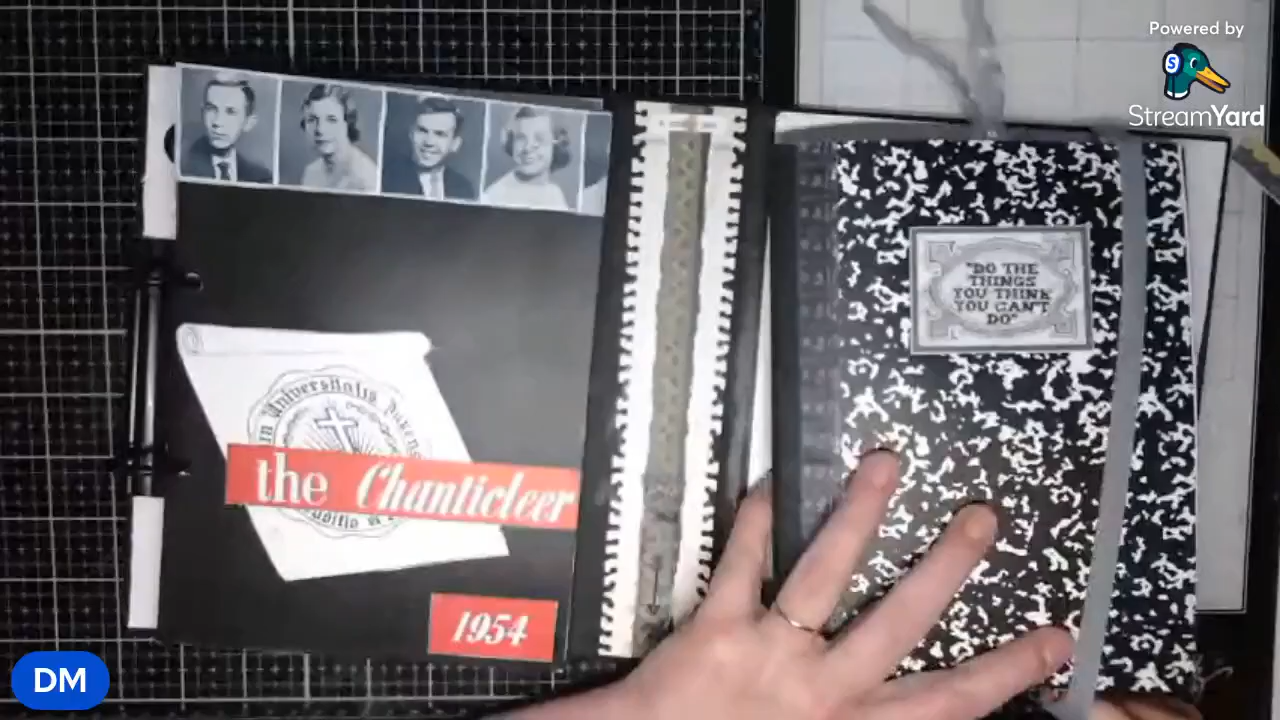 Powered by
StreamYard
"DO THE
THINGS
YOU THINK
YOU CAN'T
DO"
the Chanticleer
1954
DM